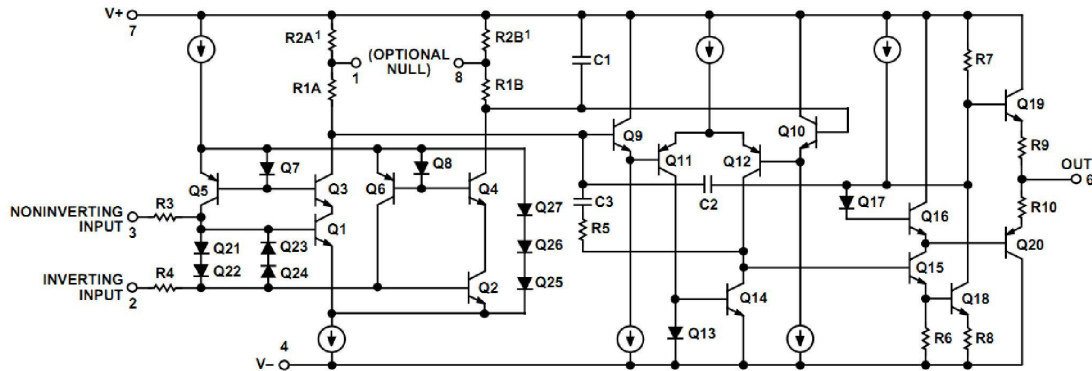 V+
7
R2A1
R2B1
(OPTIONAL
NULL)
1
8
R1A
R1B
C1
R7
Q19
Q9
Q10
Q11
Q12
R9
OUT
6
Q7
Q8
Q5
Q3
Q6
Q4
C3
C2
Q17
Q16
R10
NONINVERTING
INPUT
3
R3
Q27
R5
Q21
Q23
Q1
Q26
Q20
Q22
Q24
Q15
INVERTING
INPUT
2
R4
Q2
Q25
Q14
Q18
Q13
R6
R8
4
V–